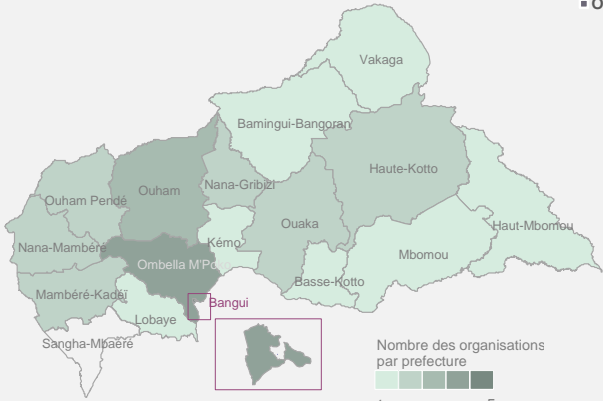 Vakaga
Bamingui-Bangoran
Haute-Kotto
Ouham
Nana-Gribizi
Ouham Pendé
Ouaka
Haut-Mbomou
Kémo
Nana-Mambéré
Mbomou
Ombella M'Poko
Basse-Kotto
Mambéré-Kadéï
Bangui
Lobaye
Sangha-Mbaéré
Nombre des organisations
par prefecture